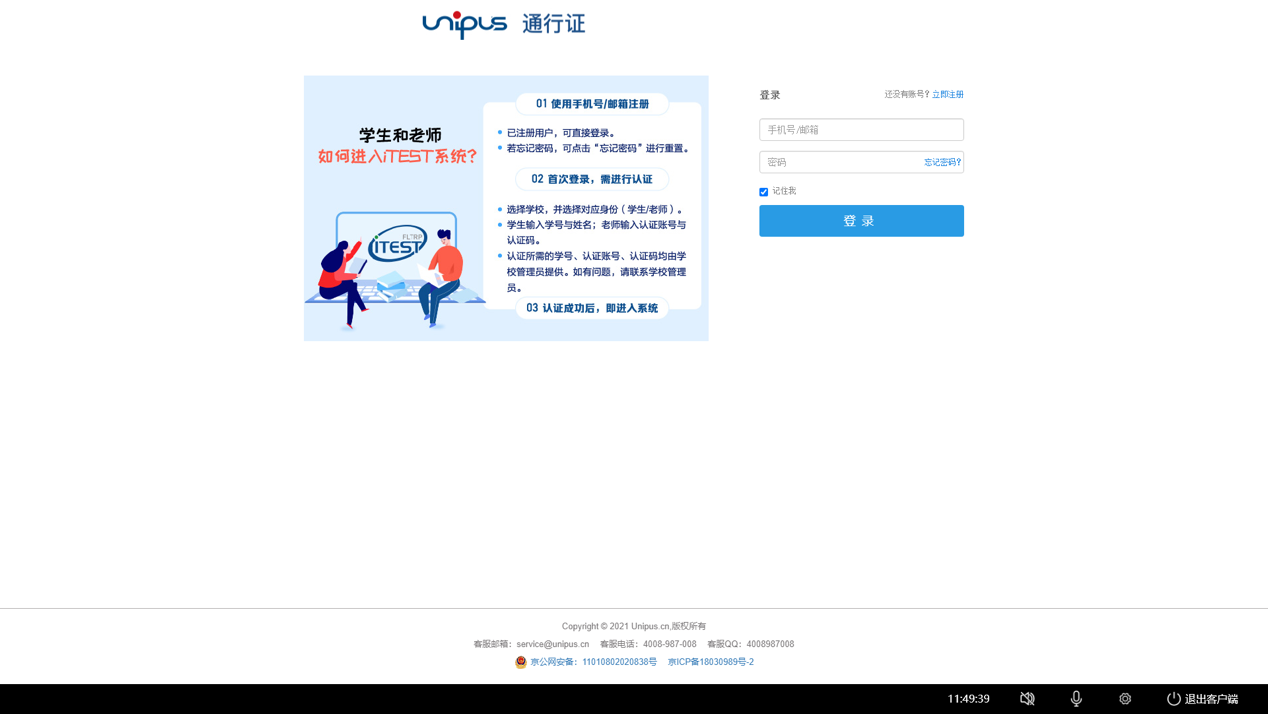 unipus 通行证
学生和老师
如何进入iTEST系统?
FLTRP
iTEST
01 使用手机号/邮箱注册
已注册用户，可直接登录。
若忘记密码，可点击“忘记密码”进行重置。
02 首次登录，需进行认证
选择学校，并选择对应身份（学生/老师）。
学生输入学号与姓名；老师输入认证账号与
认证码。
认证所需的学号、认证账号、认证码均由学
校管理员提供。如有问题，请联系学校管理
员。
03 认证成功后，即进入系统
登录 还没有账号? 立即注册
手机号/邮箱
密码 忘记密码?
记住我
登 录
Copyright © 2021 Unipus.cn,版权所有
客服邮箱：service@unipus.cn 客服电话：4008-987-008 客服QQ：4008987008
京公网安备：11010802020838号 京ICP备18030989号-2
11:49:39 退出客户端